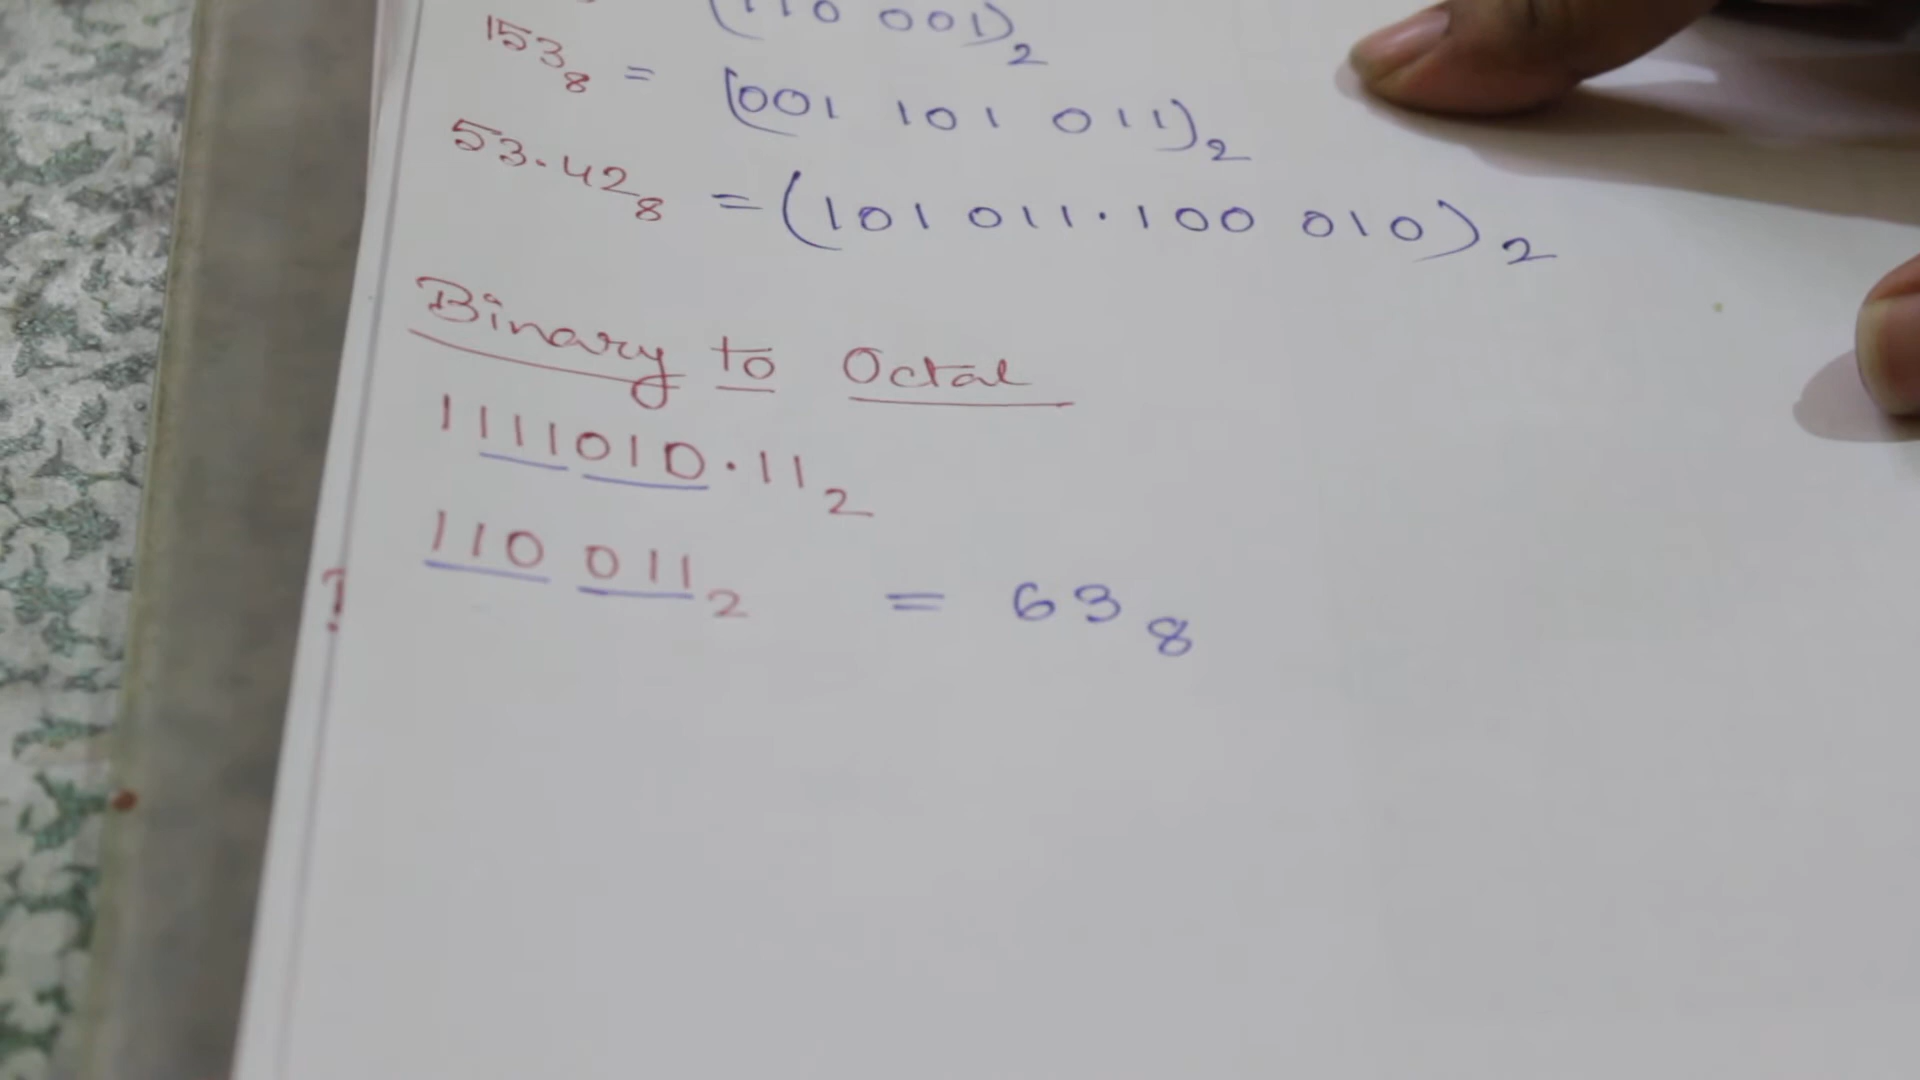 (110 001)₂
153₈ = (001 101 011)₂
53.42₈ = (101 011.100 010)₂
Binary to Octal
1111010.11₂
110 011₂ = 63₈
?